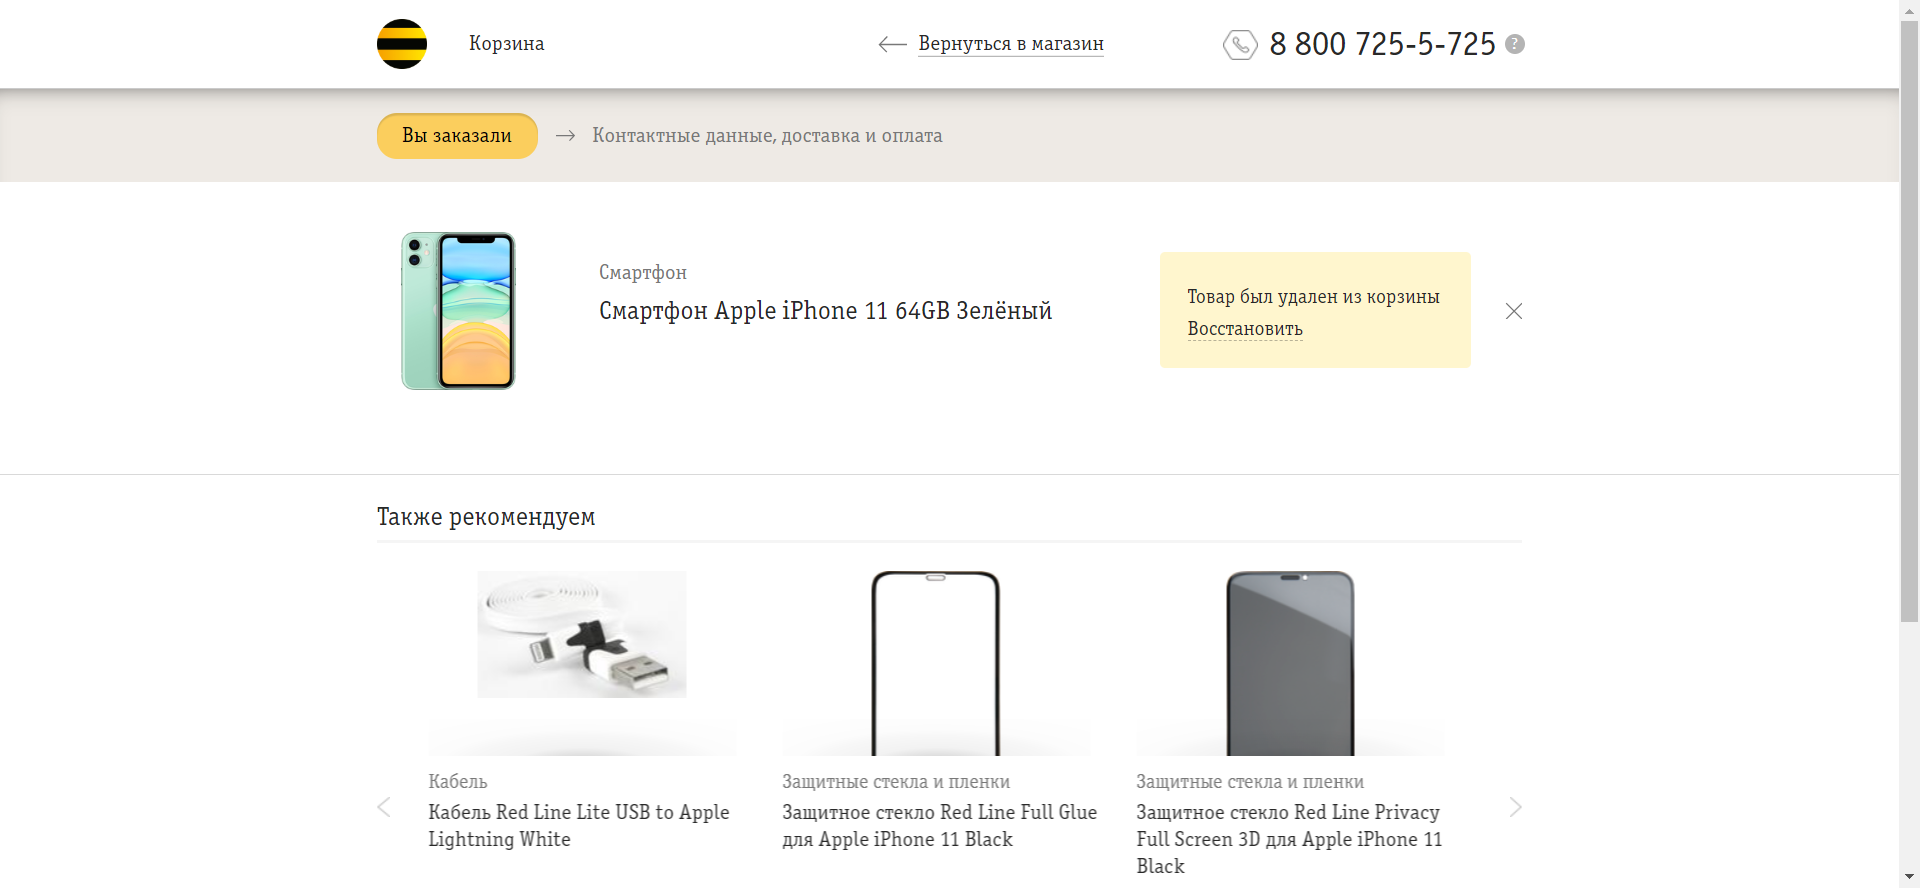 Корзина
Вернуться в магазин
8 800 725-5-725 ?
Вы заказали
Контактные данные, доставка и оплата
Смартфон
Смартфон Apple iPhone 11 64GB Зелёный
Товар был удален из корзины
Восстановить
Также рекомендуем
Кабель
Кабель Red Line Lite USB to Apple
Lightning White
Защитные стекла и пленки
Защитное стекло Red Line Full Glue
для Apple iPhone 11 Black
Защитные стекла и пленки
Защитное стекло Red Line Privacy
Full Screen 3D для Apple iPhone 11
Black